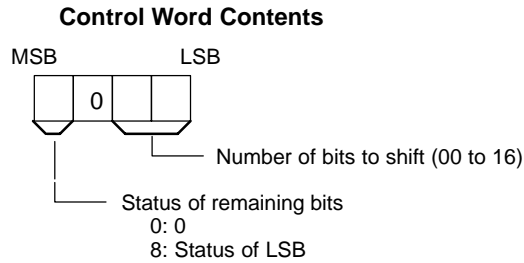 Control Word Contents
MSB LSB
0
Number of bits to shift (00 to 16)
Status of remaining bits
0: 0
8: Status of LSB